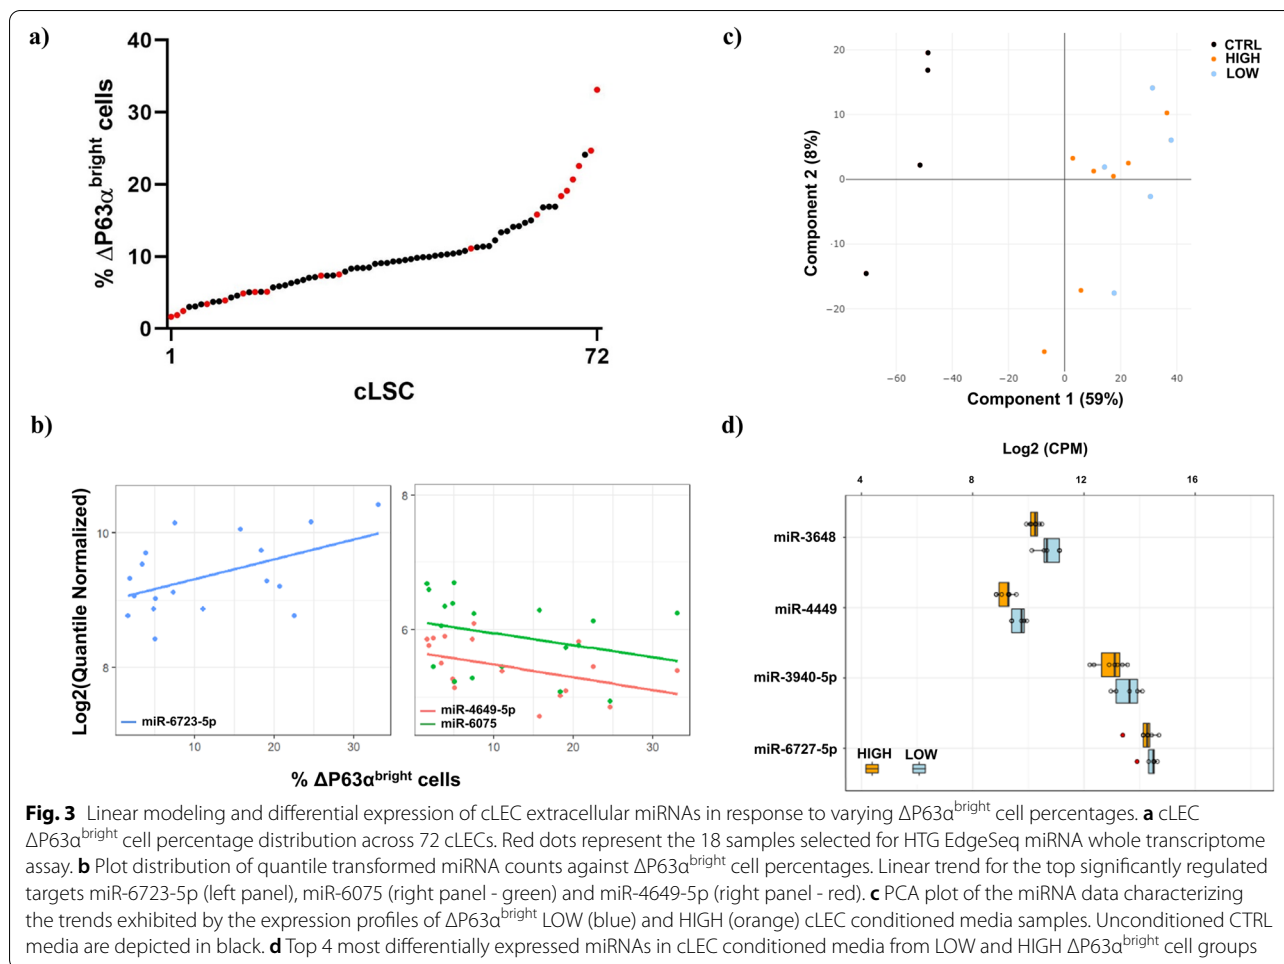 a)
40
30
20
10
0
% ΔP63α^bright cells
1
72
cLSC
c)
CTRL
HIGH
LOW
20
10
0
-10
-20
Component 2 (8%)
−60
−40
−20
0
20
40
Component 1 (59%)
b)
Log2(Quantile Normalized)
10
8
miR-6723-5p
10
20
30
8
6
miR-4649-5p
miR-6075
10
20
30
% ΔP63α^bright cells
d)
Log2 (CPM)
4
8
12
16
miR-3648
miR-4449
miR-3940-5p
miR-6727-5p
HIGH
LOW
Fig. 3 Linear modeling and differential expression of cLEC extracellular miRNAs in response to varying ΔP63α^bright cell percentages. a cLEC
ΔP63α^bright cell percentage distribution across 72 cLECs. Red dots represent the 18 samples selected for HTG EdgeSeq miRNA whole transcriptome
assay. b Plot distribution of quantile transformed miRNA counts against ΔP63α^bright cell percentages. Linear trend for the top significantly regulated
targets miR-6723-5p (left panel), miR-6075 (right panel - green) and miR-4649-5p (right panel - red). c PCA plot of the miRNA data characterizing
the trends exhibited by the expression profiles of ΔP63α^bright LOW (blue) and HIGH (orange) cLEC conditioned media samples. Unconditioned CTRL
media are depicted in black. d Top 4 most differentially expressed miRNAs in cLEC conditioned media from LOW and HIGH ΔP63α^bright cell groups